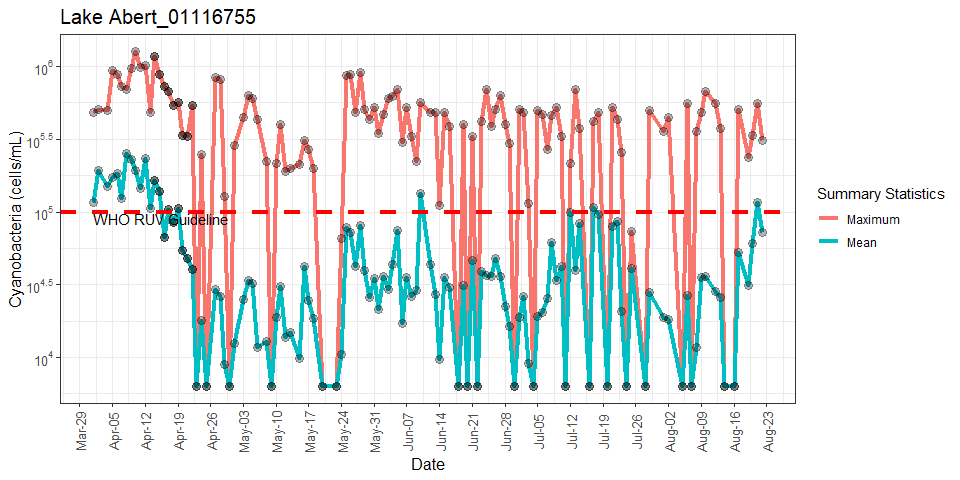 Lake Abert_01116755
Cyanobacteria (cells/mL)
10^6
10^5.5
10^5
10^4.5
10^4
WHO RUV Guideline
Mar-29
Apr-05
Apr-12
Apr-19
Apr-26
May-03
May-10
May-17
May-24
May-31
Jun-07
Jun-14
Jun-21
Jun-28
Jul-05
Jul-12
Jul-19
Jul-26
Aug-02
Aug-09
Aug-16
Aug-23
Date
Summary Statistics
Maximum
Mean